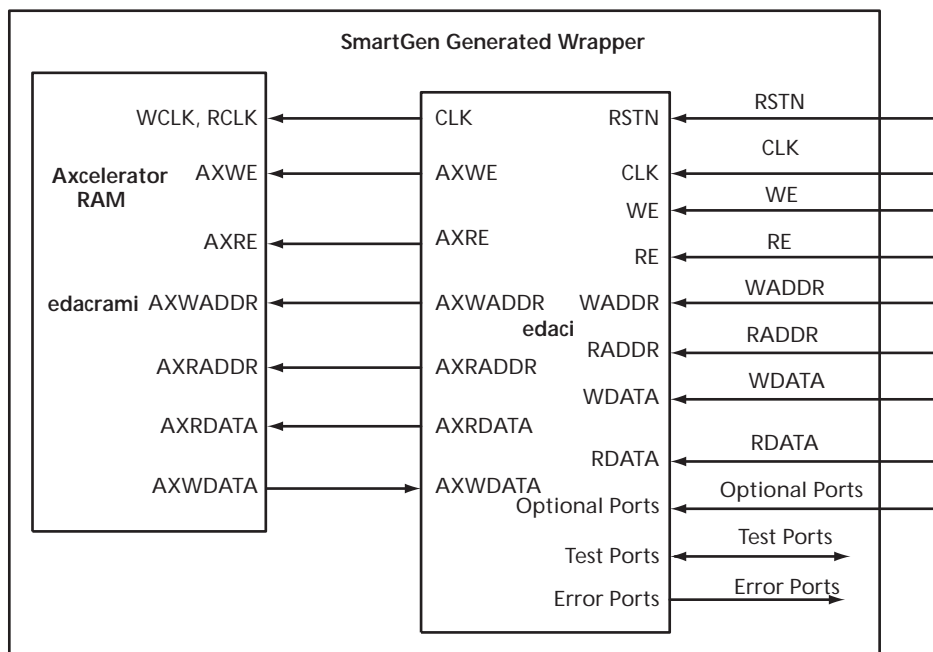 SmartGen Generated Wrapper
Axcelerator
RAM
edacrami
WCLK, RCLK
AXWE
AXRE
AXWADDR
AXRADDR
AXRDATA
AXWDATA
CLK
AXWE
AXRE
AXWADDR
AXRADDR
AXRDATA
AXWDATA
edaci
RSTN
CLK
WE
RE
WADDR
RADDR
WDATA
RDATA
Optional Ports
Test Ports
Error Ports
RSTN
CLK
WE
RE
WADDR
RADDR
WDATA
RDATA
Optional Ports
Test Ports
Error Ports